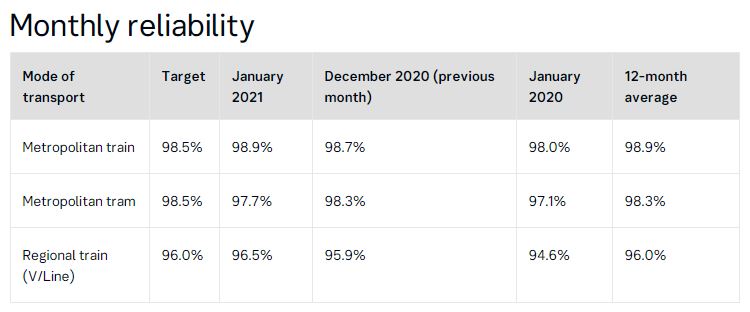 Monthly reliability
Mode of transport Target January 2021 December 2020 (previous month) January 2020 12-month average
Metropolitan train 98.5% 98.9% 98.7% 98.0% 98.9%
Metropolitan tram 98.5% 97.7% 98.3% 97.1% 98.3%
Regional train (V/Line) 96.0% 96.5% 95.9% 94.6% 96.0%